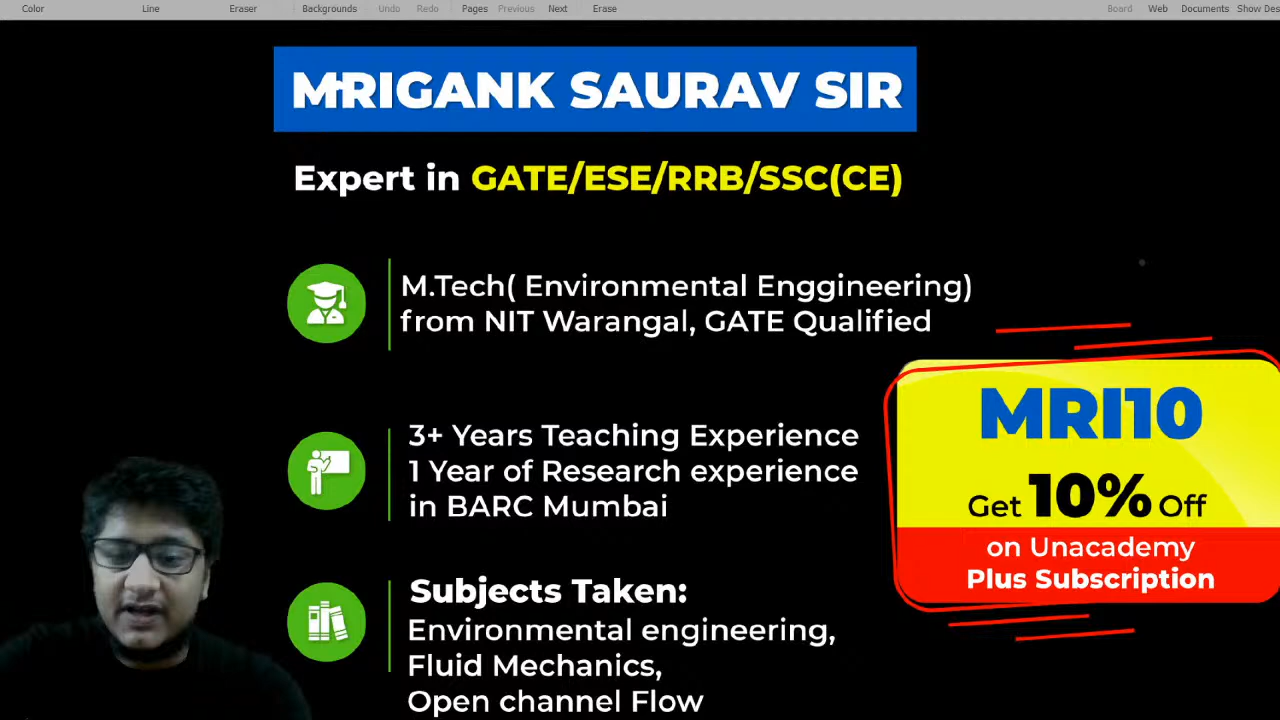 Color Line Eraser Backgrounds Undo Redo Pages Previous Next Erase Board Web Documents Show Des
MRIGANK SAURAV SIR
Expert in GATE/ESE/RRB/SSC(CE)
M.Tech( Environmental Enggineering)
from NIT Warangal, GATE Qualified
3+ Years Teaching Experience
1 Year of Research experience
in BARC Mumbai
Subjects Taken:
Environmental engineering,
Fluid Mechanics,
Open channel Flow
MRI10
Get 10% Off
on Unacademy
Plus Subscription